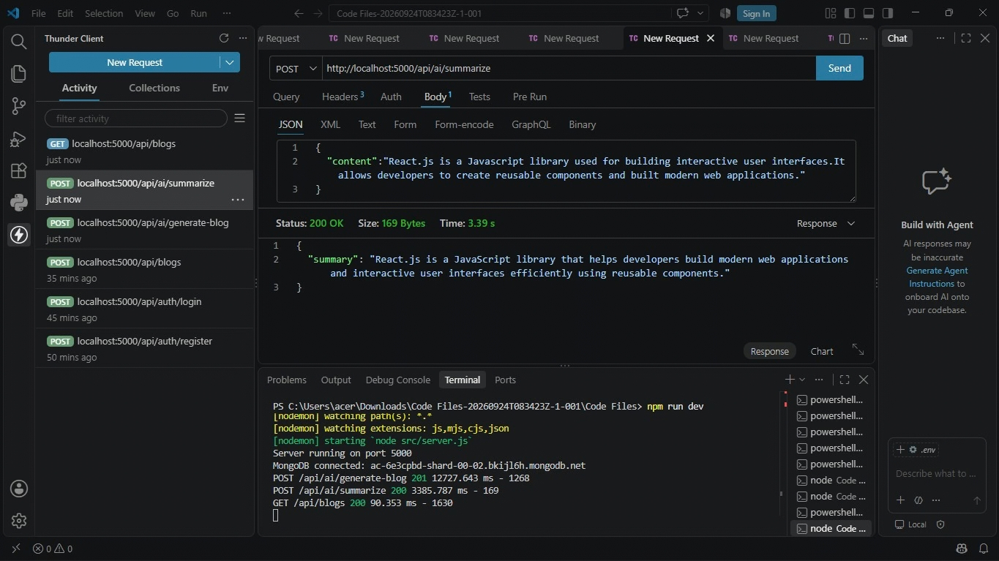 File Edit Selection View Go Run ··· Code Files-20260924T083423Z-1-001 Sign In
Thunder Client
New Request
Activity Collections Env
filter activity
GET localhost:5000/api/blogs
just now
POST localhost:5000/api/ai/summarize
just now
POST localhost:5000/api/ai/generate-blog
just now
POST localhost:5000/api/blogs
35 mins ago
POST localhost:5000/api/auth/login
45 mins ago
POST localhost:5000/api/auth/register
50 mins ago
w Request TC New Request TC New Request TC New Request TC New Request TC New Request
POST http://localhost:5000/api/ai/summarize Send
Query Headers 3 Auth Body 1 Tests Pre Run
JSON XML Text Form Form-encode GraphQL Binary
1 {
2 "content":"React.js is a Javascript library used for building interactive user interfaces.It
allows developers to create reusable components and built modern web applications."
3 }
Status: 200 OK Size: 169 Bytes Time: 3.39 s Response
1 {
2 "summary": "React.js is a JavaScript library that helps developers build modern web applications
and interactive user interfaces efficiently using reusable components."
3 }
Response Chart
Problems Output Debug Console Terminal Ports
PS C:\Users\acer\Downloads\Code Files-20260924T083423Z-1-001\Code Files> npm run dev
[nodemon] watching path(s): *.*
[nodemon] watching extensions: js,mjs,cjs,json
[nodemon] starting `node src/server.js`
Server running on port 5000
MongoDB connected: ac-6e3cpbd-shard-00-02.bkijl6h.mongodb.net
POST /api/ai/generate-blog 201 12727.643 ms - 1268
POST /api/ai/summarize 200 3385.787 ms - 169
GET /api/blogs 200 90.353 ms - 1630
powershell...
powershell...
powershell...
powershell...
powershell...
node Code ...
node Code ...
powershell...
node Code ...
Chat
Build with Agent
AI responses may
be inaccurate
Generate Agent
Instructions to
onboard AI onto
your codebase.
.env
Describe what to ...
Local
0 0